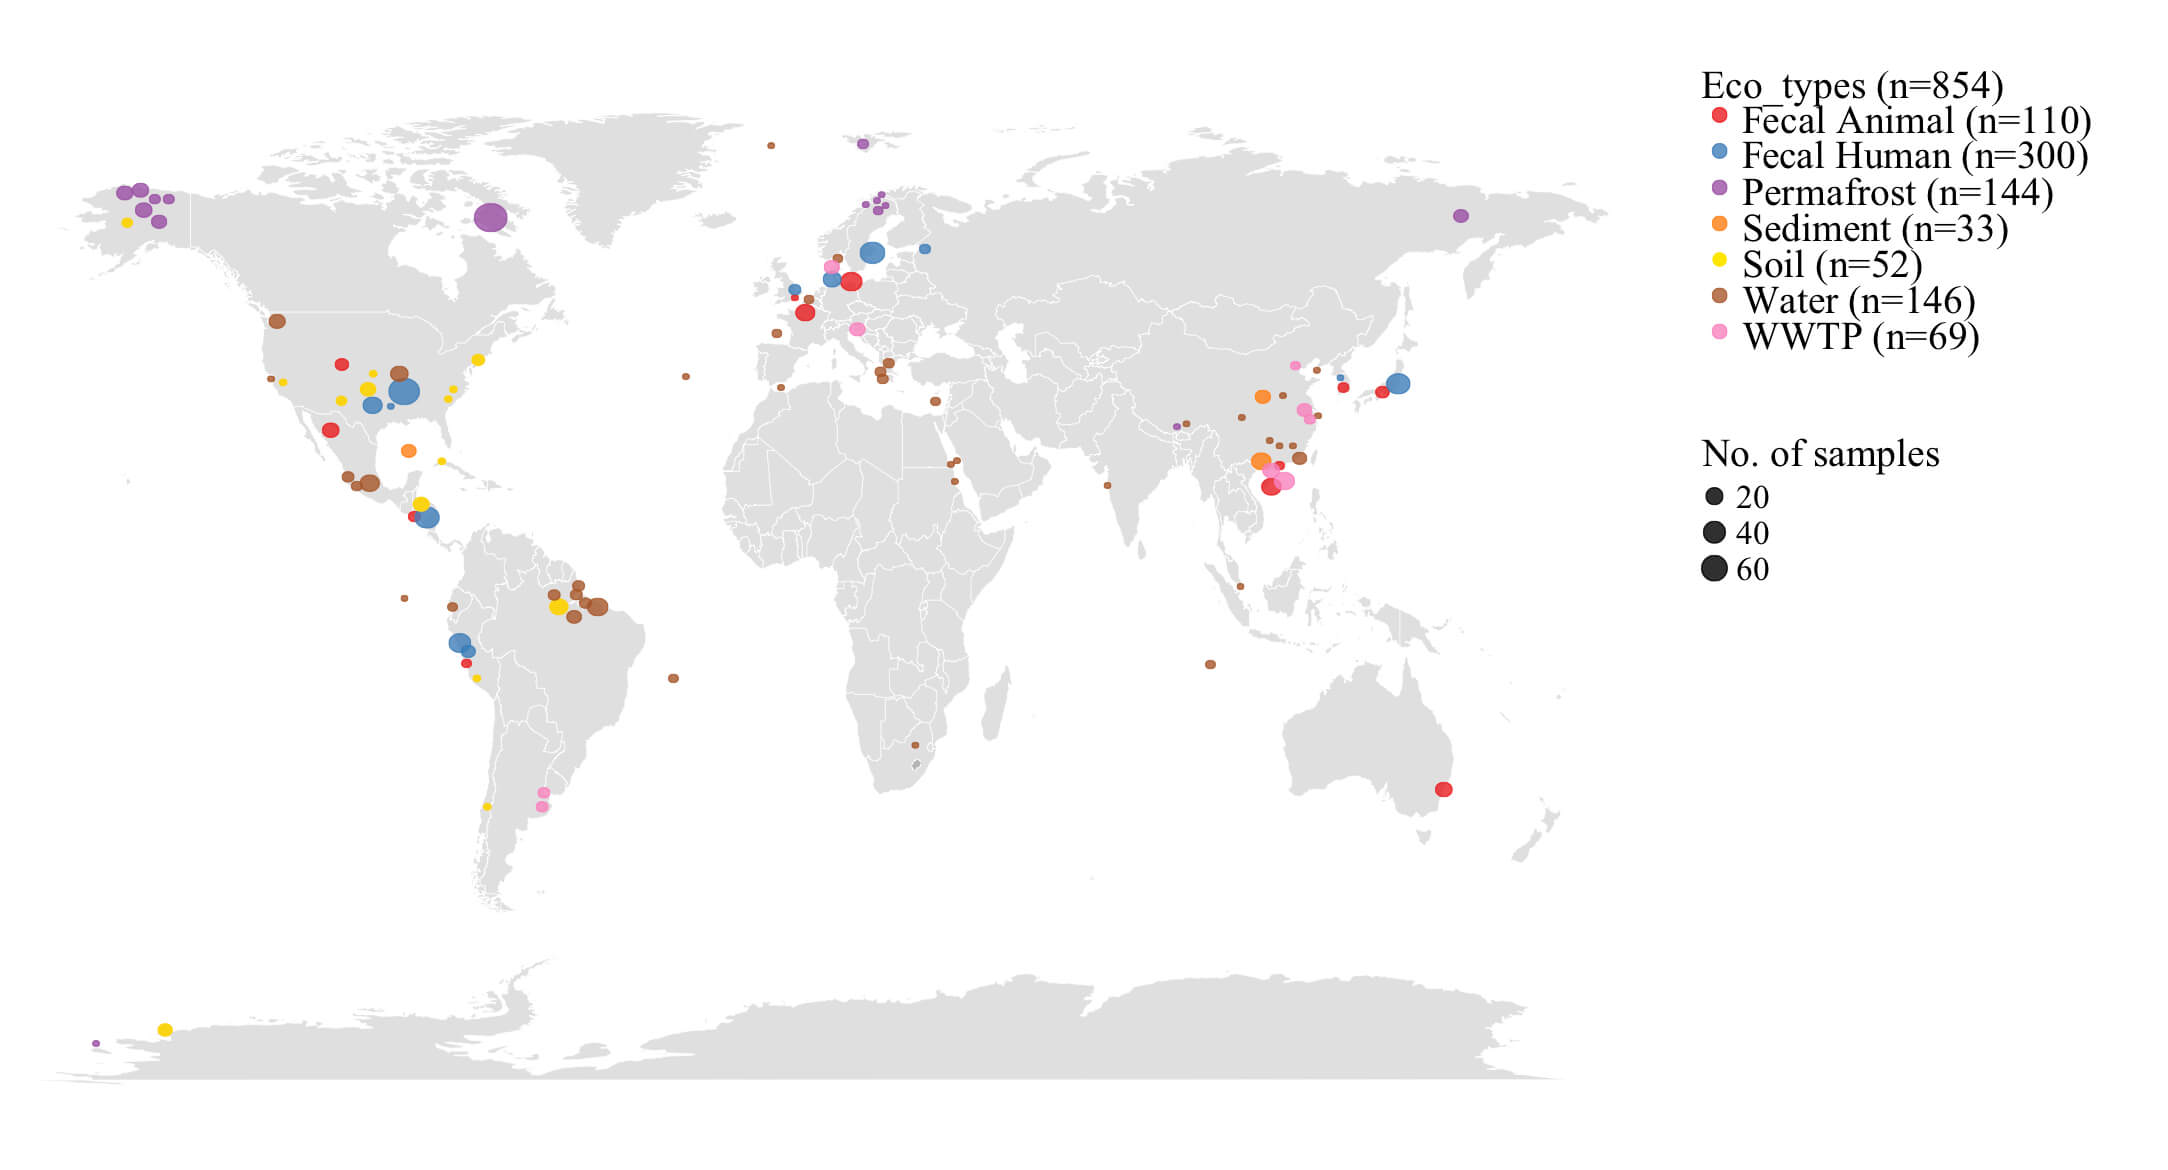 Eco_types (n=854)
Fecal Animal (n=110)
Fecal Human (n=300)
Permafrost (n=144)
Sediment (n=33)
Soil (n=52)
Water (n=146)
WWTP (n=69)
No. of samples
20
40
60